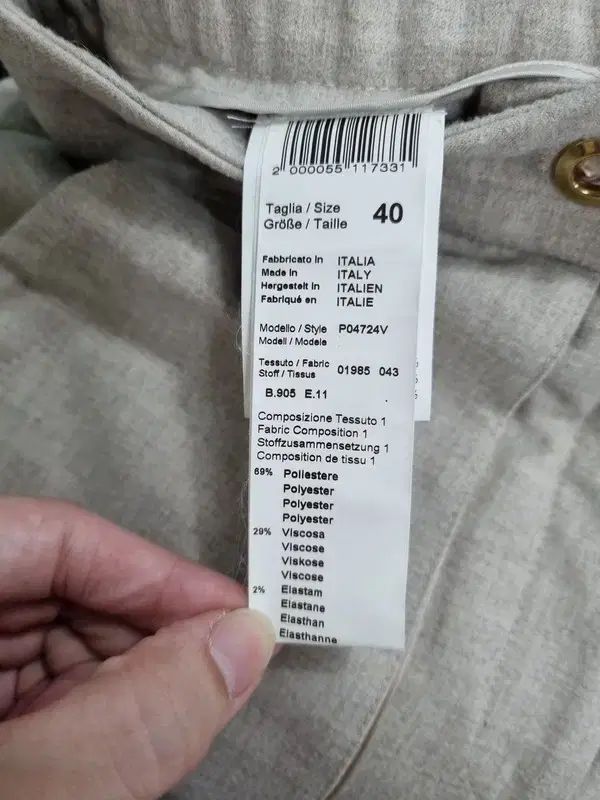 2 000055 117331
Taglia / Size 40
Größe / Taille
Fabbricato in ITALIA
Made in ITALY
Hergestellt in ITALIEN
Fabriqué en ITALIE
Modello / Style P04724V
Modell / Modele
Tessuto / Fabric 01985 043
Stoff / Tissus
B.905 E.11
Composizione Tessuto 1
Fabric Composition 1
Stoffzusammensetzung 1
Composition de tissu 1
69% Poliestere
Polyester
Polyester
Polyester
29% Viscosa
Viscose
Viskose
Viscose
2% Elastam
Elastane
Elasthan
Elasthanne